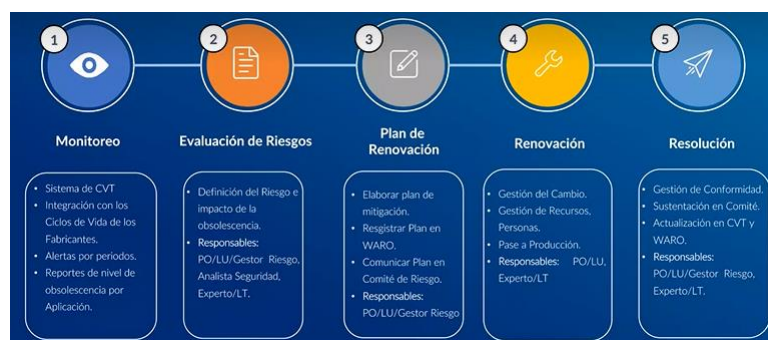 1
Monitoreo
• Sistema de CVT
• Integración con los
Ciclos de Vida de los
Fabricantes.
• Alertas por periodos.
• Reportes de nivel de
obsolescencia por
Aplicación.
2
Evaluación de Riesgos
• Definición del Riesgo e
impacto de la
obsolescencia.
• Responsables:
PO/LU/Gestor Riesgo,
Analista Seguridad,
Experto/LT.
3
Plan de
Renovación
• Elaborar plan de
mitigación.
• Resgistrar Plan en
WARO.
• Comunicar Plan en
Comité de Riesgo.
• Responsables:
PO/LU/Gestor Riesgo
4
Renovación
• Gestión del Cambio.
• Gestión de Recursos,
Personas.
• Pase a Producción.
• Responsables: PO/LU,
Experto/LT
5
Resolución
• Gestión de Conformidad.
• Sustentación en Comité.
• Actualización en CVT y
WARO.
• Responsables:
PO/LU/Gestor Riesgo,
Experto/LT.